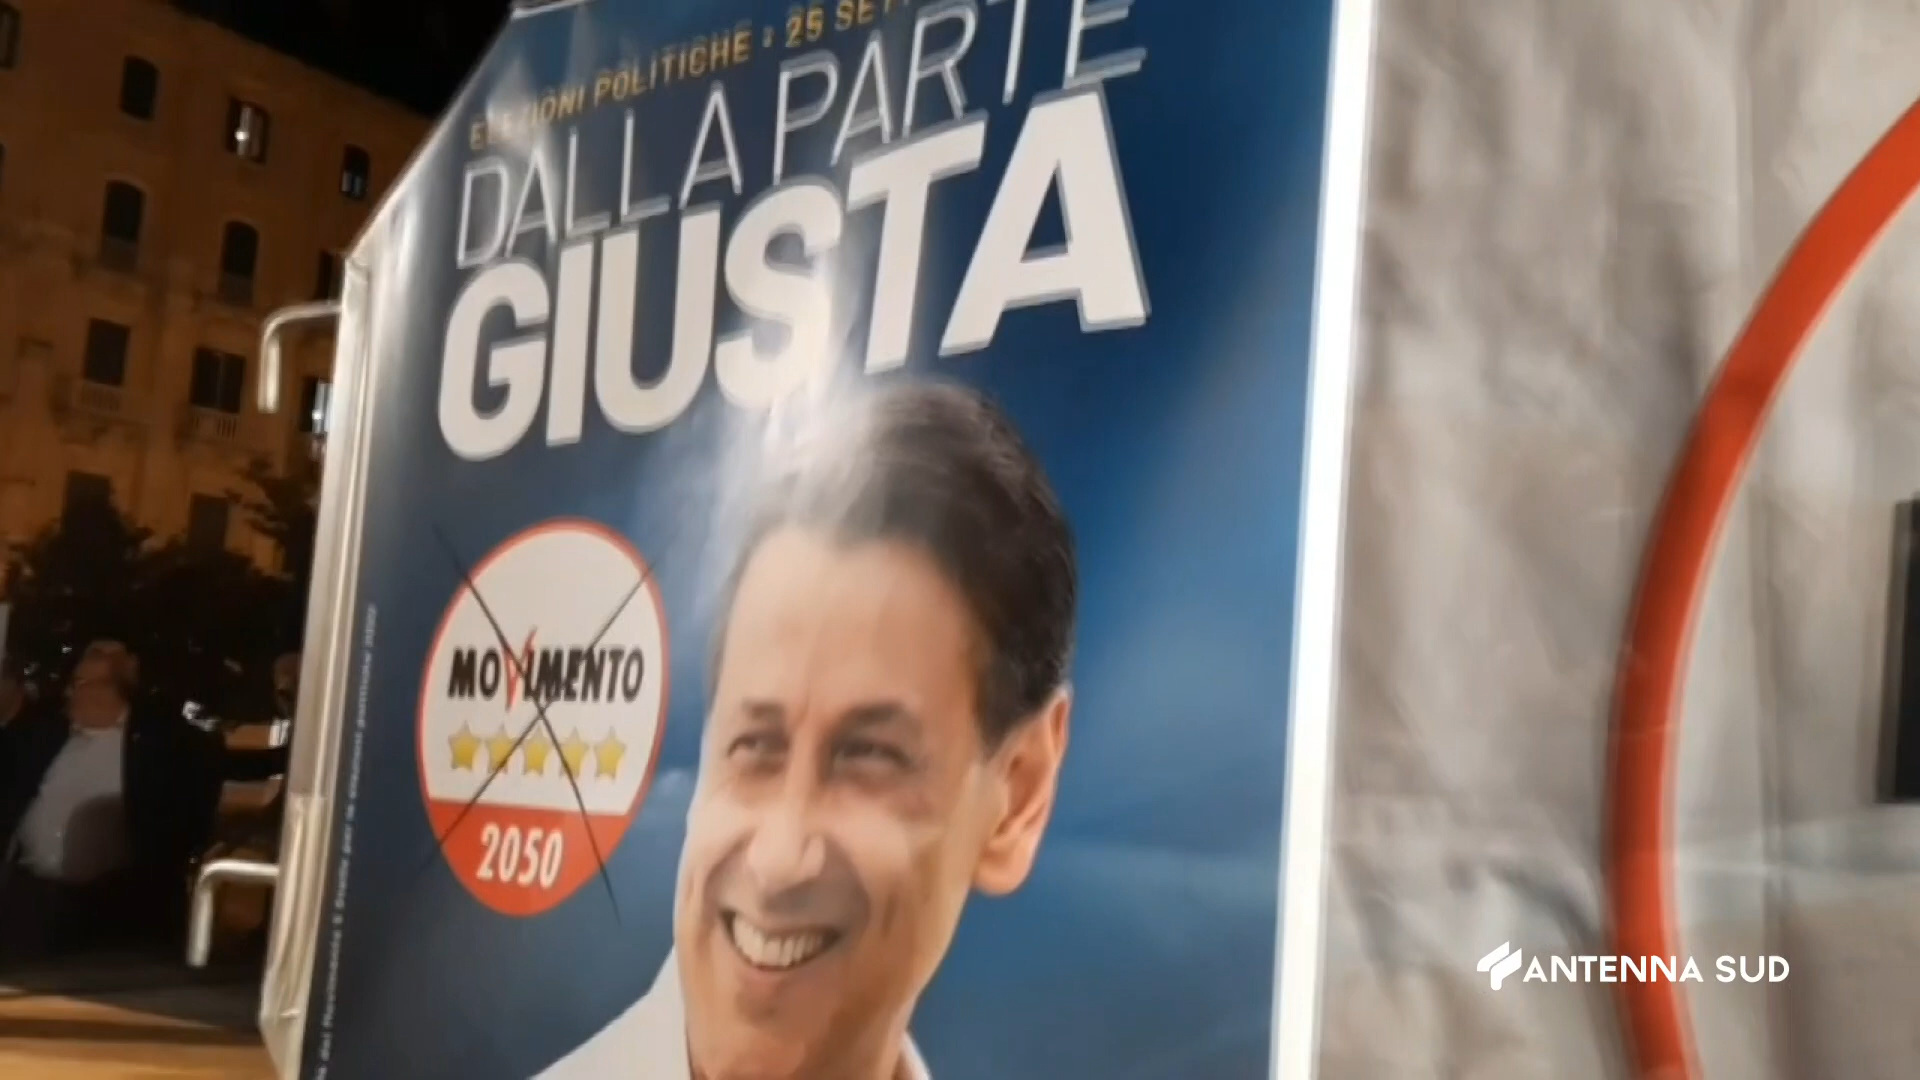 ELEZIONI POLITICHE · 25 SET
DALLA PARTE
GIUSTA
MOVIMENTO
2050
ANTENNA SUD